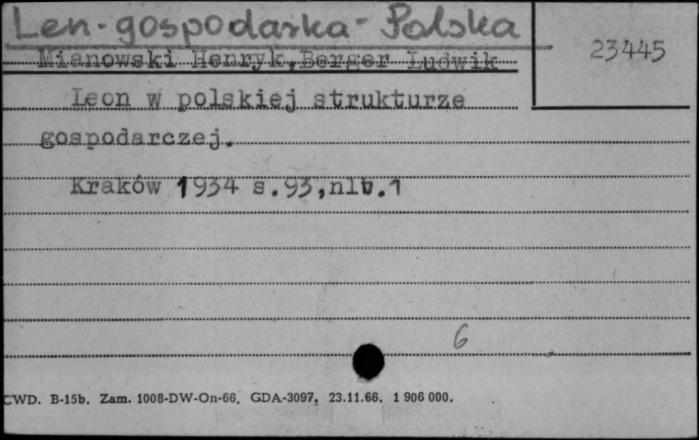 Len - gospodarka - Polska
23445
Mianowski Henryk, Berger Ludwik
Leon w polskiej strukturze
gospodarczej.
Kraków 1934 s.93,nlb.1
6
CWD. B-15b. Zam. 1008-DW-On-66. GDA-3097. 23.11.66. 1 906 000.